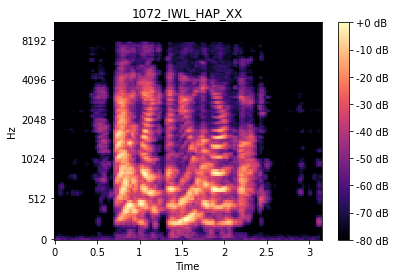 1072_IWL_HAP_XX
Hz
8192
4096
2048
1024
512
0
0 0.5 1 1.5 2 2.5 3
Time
+0 dB
-10 dB
-20 dB
-30 dB
-40 dB
-50 dB
-60 dB
-70 dB
-80 dB